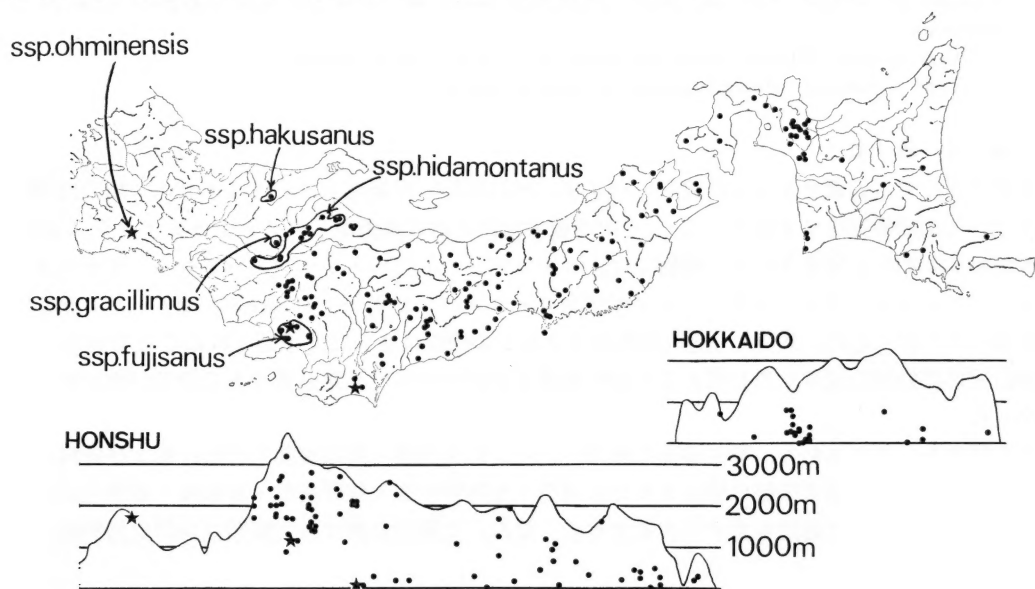 ssp.ohminensis
ssp.hakusanus
ssp.hidamontanus
ssp.gracillimus
ssp.fujisanus
HOKKAIDO
HONSHU
3000m
2000m
1000m